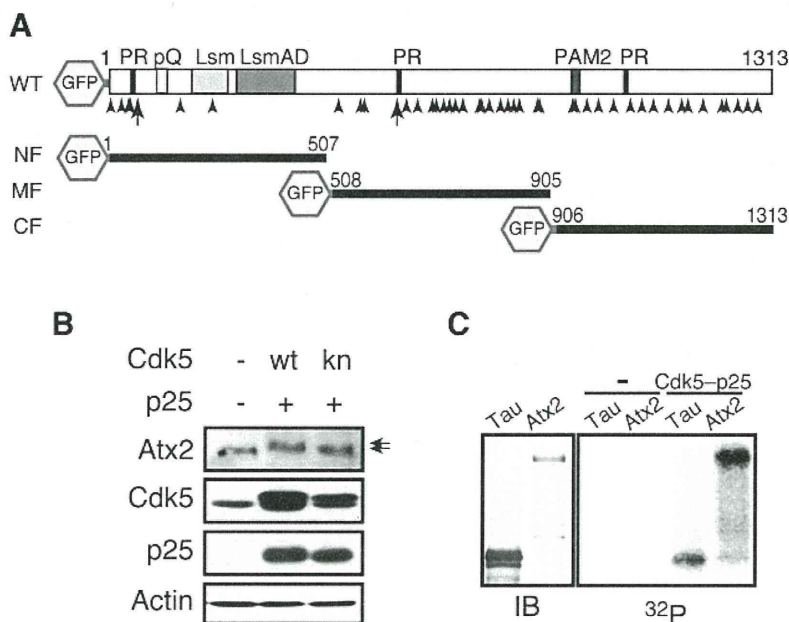 A
1 PR pQ Lsm LsmAD PR PAM2 PR 1313
WT GFP
NF GFP 1 507
MF GFP 508 905
CF GFP 906 1313
B
Cdk5 - wt kn
p25 - + +
Atx2
Cdk5
p25
Actin
C
- Cdk5–p25
Tau Atx2 Tau Atx2 Tau Atx2
IB 32P